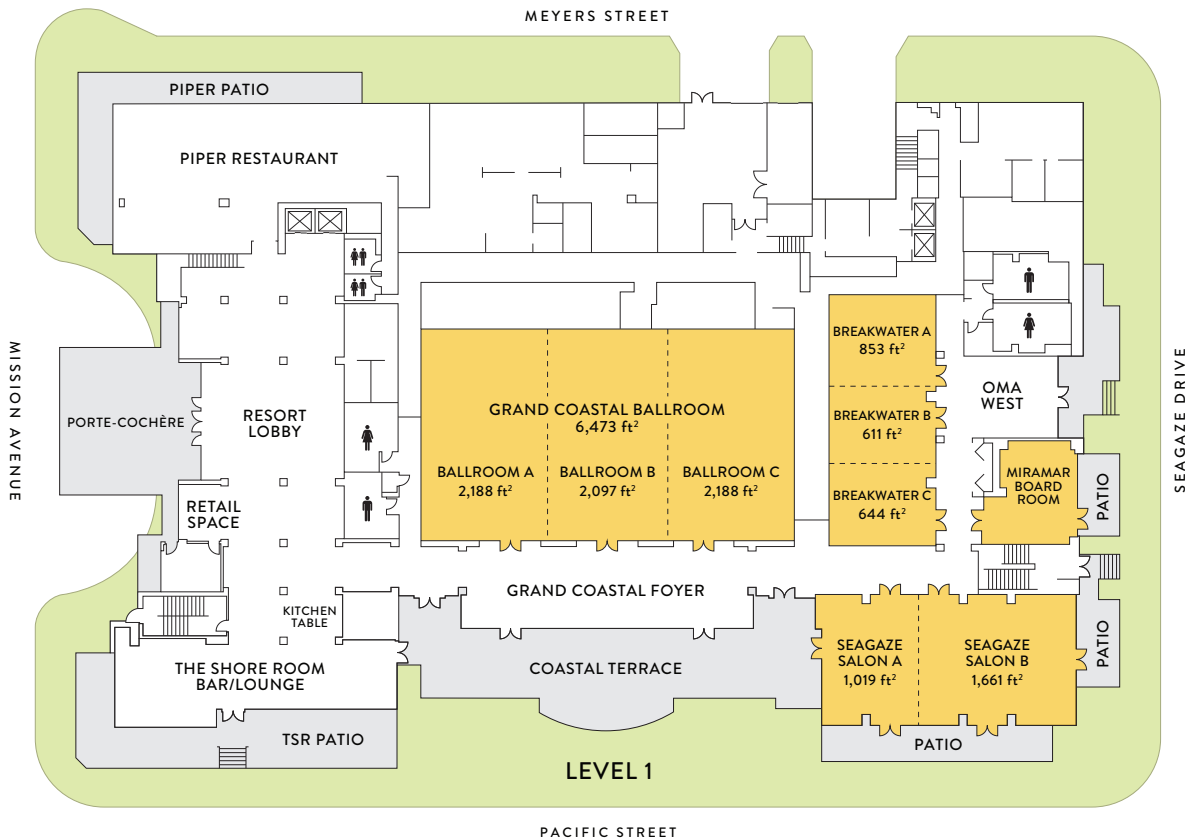 MEYERS STREET
PIPER PATIO
PIPER RESTAURANT
MISSION AVENUE
SEAGAZE DRIVE
PORTE-COCHÈRE
RESORT
LOBBY
RETAIL
SPACE
GRAND COASTAL BALLROOM
6,473 ft²
BALLROOM A
2,188 ft²
BALLROOM B
2,097 ft²
BALLROOM C
2,188 ft²
BREAKWATER A
853 ft²
BREAKWATER B
611 ft²
BREAKWATER C
644 ft²
OMA
WEST
MIRAMAR
BOARD
ROOM
PATIO
GRAND COASTAL FOYER
KITCHEN
TABLE
THE SHORE ROOM
BAR/LOUNGE
COASTAL TERRACE
SEAGAZE
SALON A
1,019 ft²
SEAGAZE
SALON B
1,661 ft²
PATIO
TSR PATIO
PATIO
LEVEL 1
PACIFIC STREET